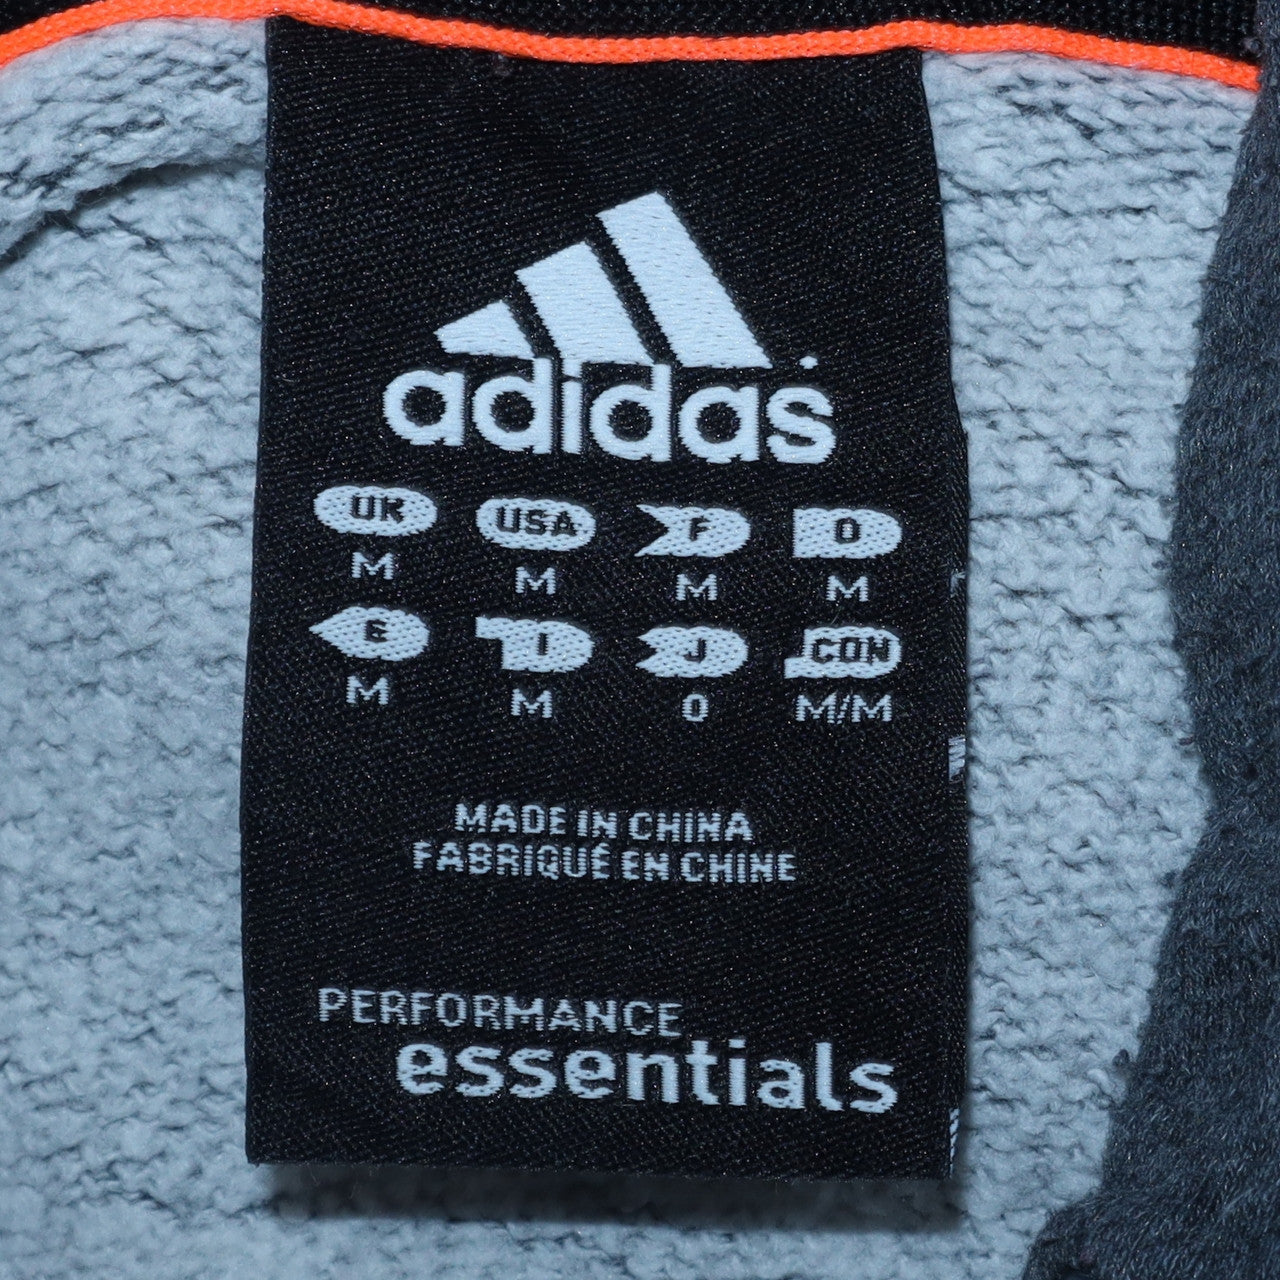 adidas
UK USA F D
M M M M
E I J CON
M M O M/M
MADE IN CHINA
FABRIQUÉ EN CHINE
PERFORMANCE
essentials